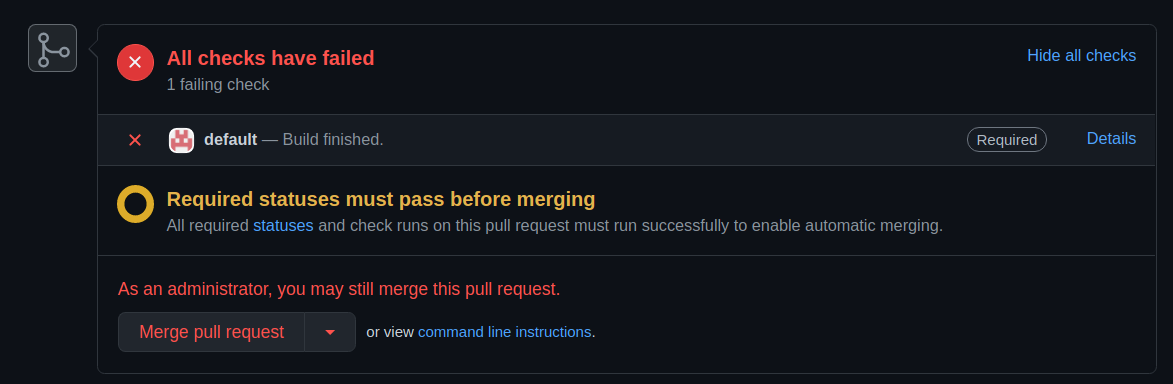 All checks have failed
Hide all checks
1 failing check
default — Build finished.
Required
Details
Required statuses must pass before merging
All required statuses and check runs on this pull request must run successfully to enable automatic merging.
As an administrator, you may still merge this pull request.
Merge pull request
or view command line instructions.